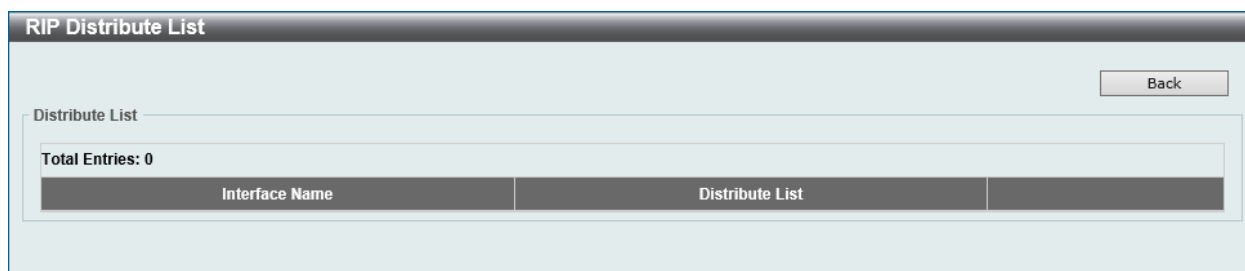 RIP Distribute List
Back
Distribute List
Total Entries: 0
Interface Name Distribute List